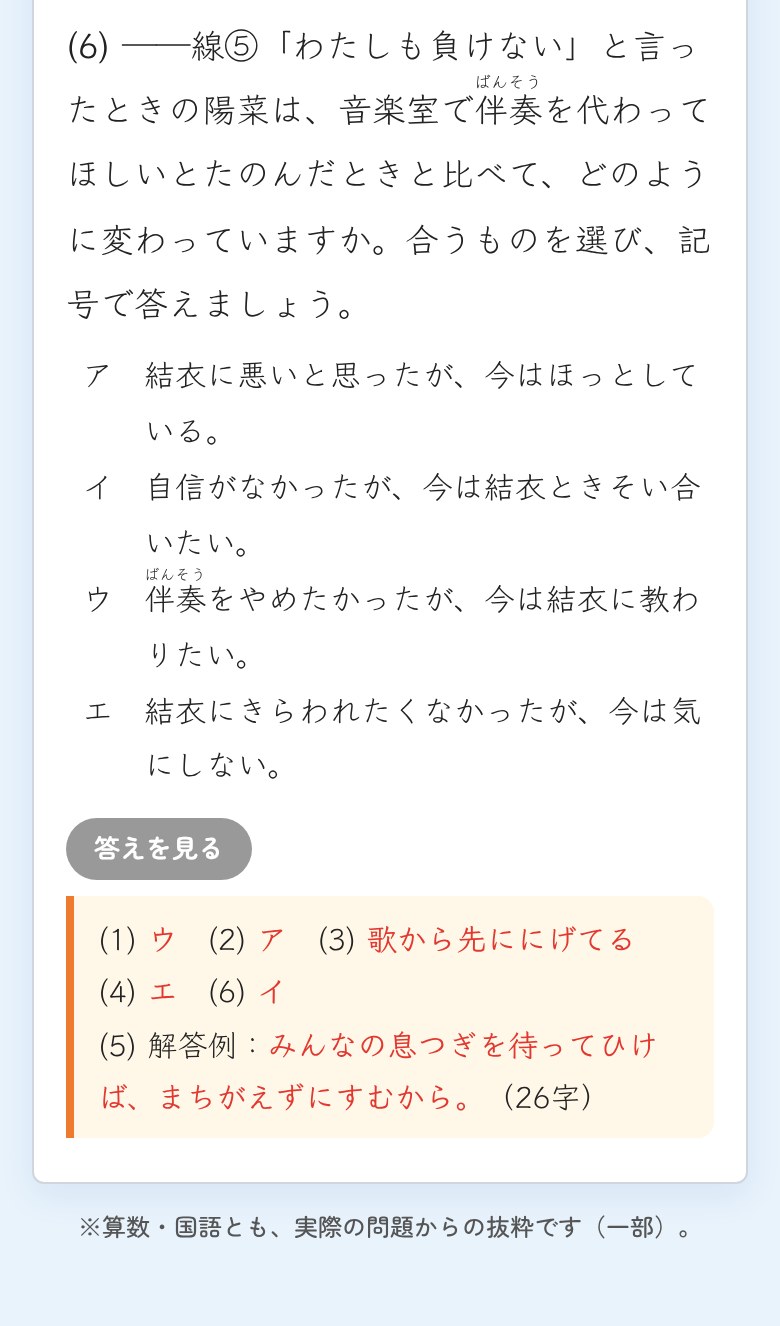 (6) ――線⑤「わたしも負けない」と言っ
たときの陽菜は、音楽室で伴奏を代わって
ばんそう
ほしいとたのんだときと比べて、どのよう
に変わっていますか。合うものを選び、記
号で答えましょう。
ア 結衣に悪いと思ったが、今はほっとして
いる。
イ 自信がなかったが、今は結衣ときそい合
いたい。
ばんそう
ウ 伴奏をやめたかったが、今は結衣に教わ
りたい。
エ 結衣にきらわれたくなかったが、今は気
にしない。
答えを見る
(1) ウ (2) ア (3) 歌から先ににげてる
(4) エ (6) イ
(5) 解答例：みんなの息つぎを待ってひけ
ば、まちがえずにすむから。（26字）
※算数・国語とも、実際の問題からの抜粋です（一部）。